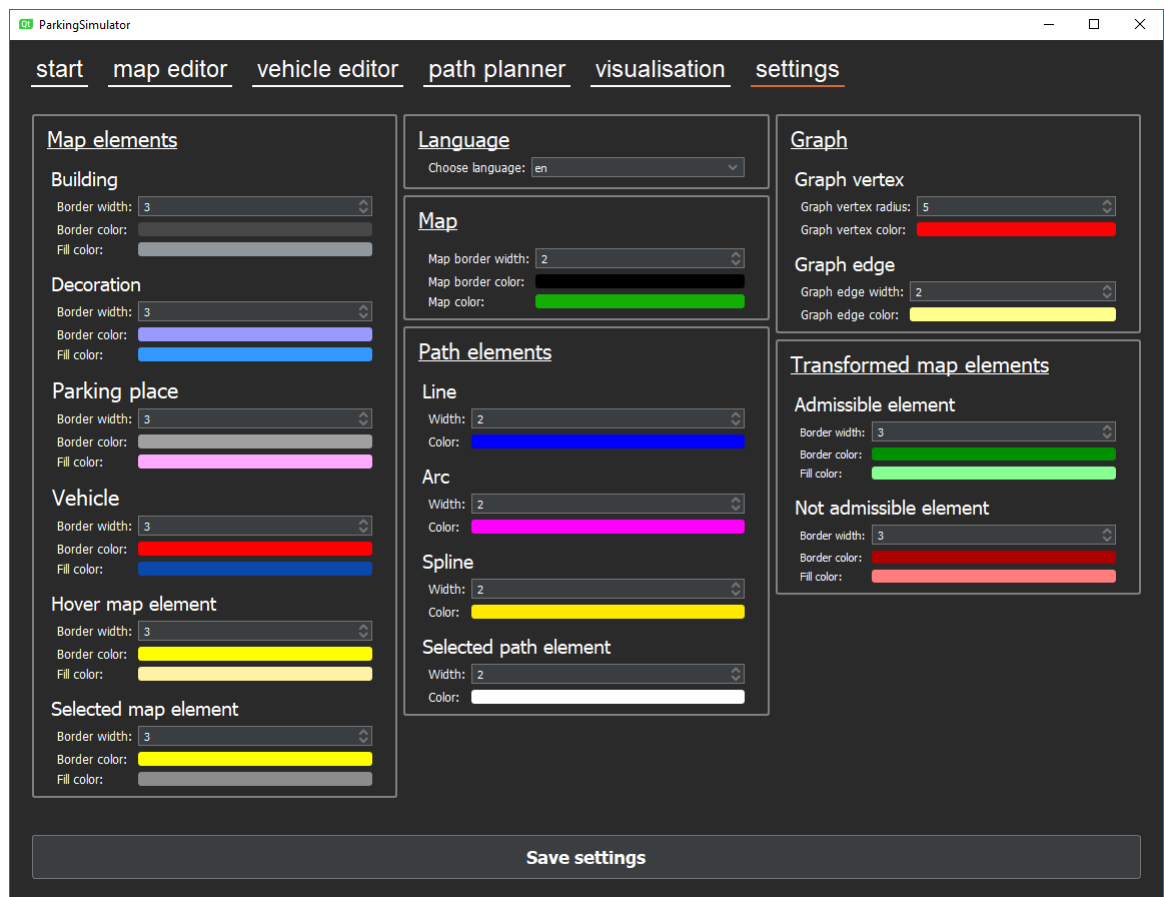 Qt ParkingSimulator
start map editor vehicle editor path planner visualisation settings
Map elements
Building
Border width: 3
Border color:
Fill color:
Decoration
Border width: 3
Border color:
Fill color:
Parking place
Border width: 3
Border color:
Fill color:
Vehicle
Border width: 3
Border color:
Fill color:
Hover map element
Border width: 3
Border color:
Fill color:
Selected map element
Border width: 3
Border color:
Fill color:
Language
Choose language: en
Map
Map border width: 2
Map border color:
Map color:
Path elements
Line
Width: 2
Color:
Arc
Width: 2
Color:
Spline
Width: 2
Color:
Selected path element
Width: 2
Color:
Graph
Graph vertex
Graph vertex radius: 5
Graph vertex color:
Graph edge
Graph edge width: 2
Graph edge color:
Transformed map elements
Admissible element
Border width: 3
Border color:
Fill color:
Not admissible element
Border width: 3
Border color:
Fill color:
Save settings